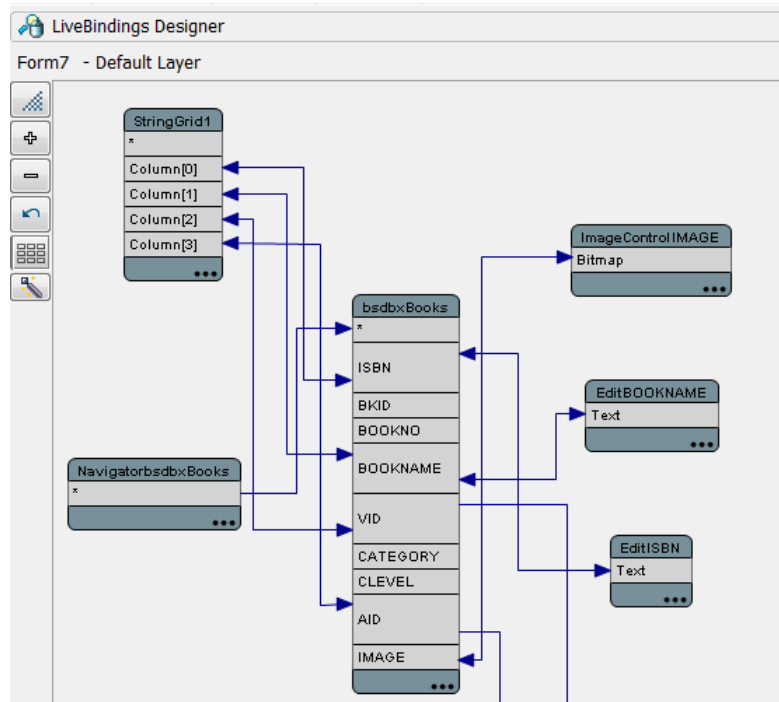 LiveBindings Designer
Form7 - Default Layer
StringGrid1
*
Column[0]
Column[1]
Column[2]
Column[3]
ImageControlIMAGE
Bitmap
bsdbxBooks
*
ISBN
BKID
BOOKNO
BOOKNAME
VID
CATEGORY
CLEVEL
AID
IMAGE
EditBOOKNAME
Text
NavigatorbsdbxBooks
*
EditISBN
Text